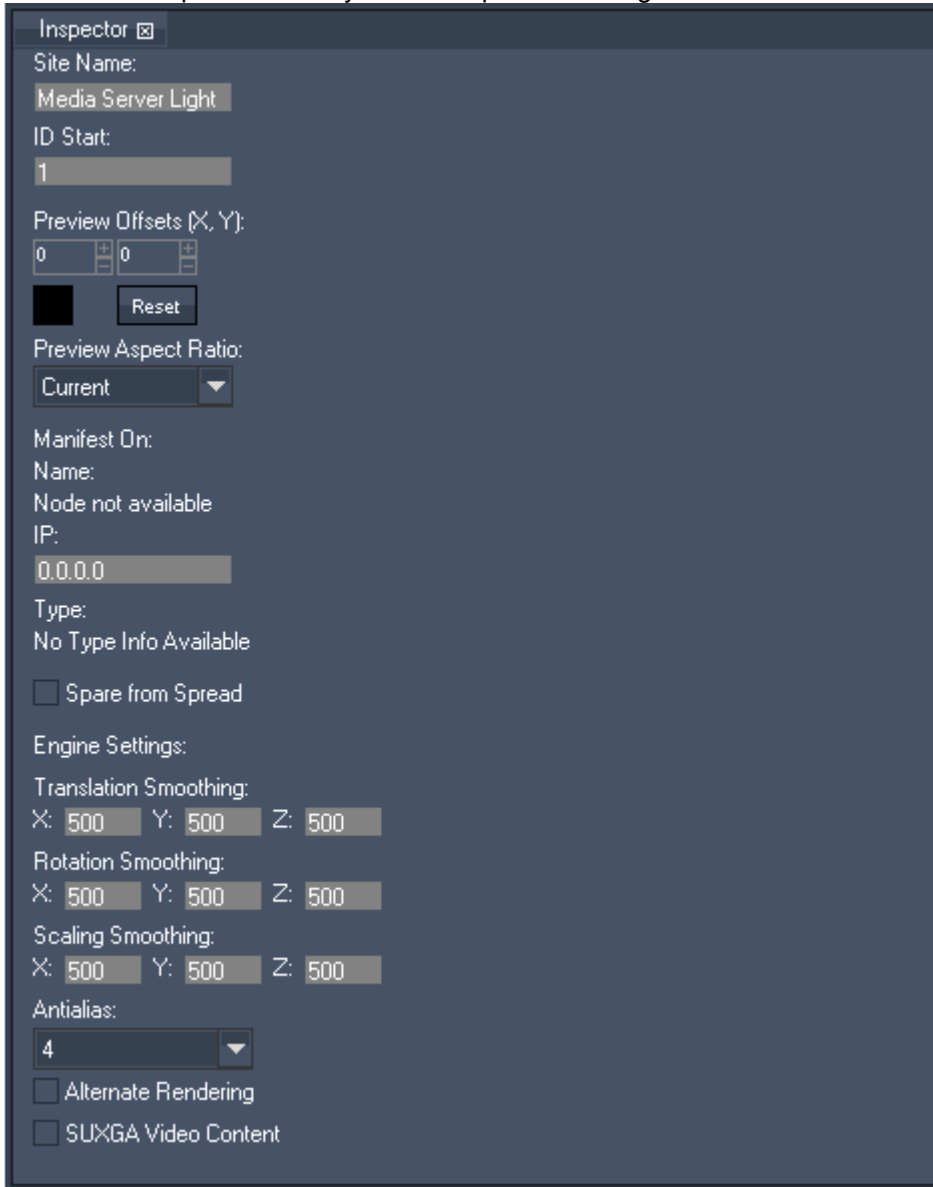 Inspector
Site Name:
Media Server Light
ID Start:
1
Preview Offsets (X, Y):
0 0
Reset
Preview Aspect Ratio:
Current
Manifest On:
Name:
Node not available
IP:
0.0.0.0
Type:
No Type Info Available
Spare from Spread
Engine Settings:
Translation Smoothing:
X: 500 Y: 500 Z: 500
Rotation Smoothing:
X: 500 Y: 500 Z: 500
Scaling Smoothing:
X: 500 Y: 500 Z: 500
Antialias:
4
Alternate Rendering
SUXGA Video Content